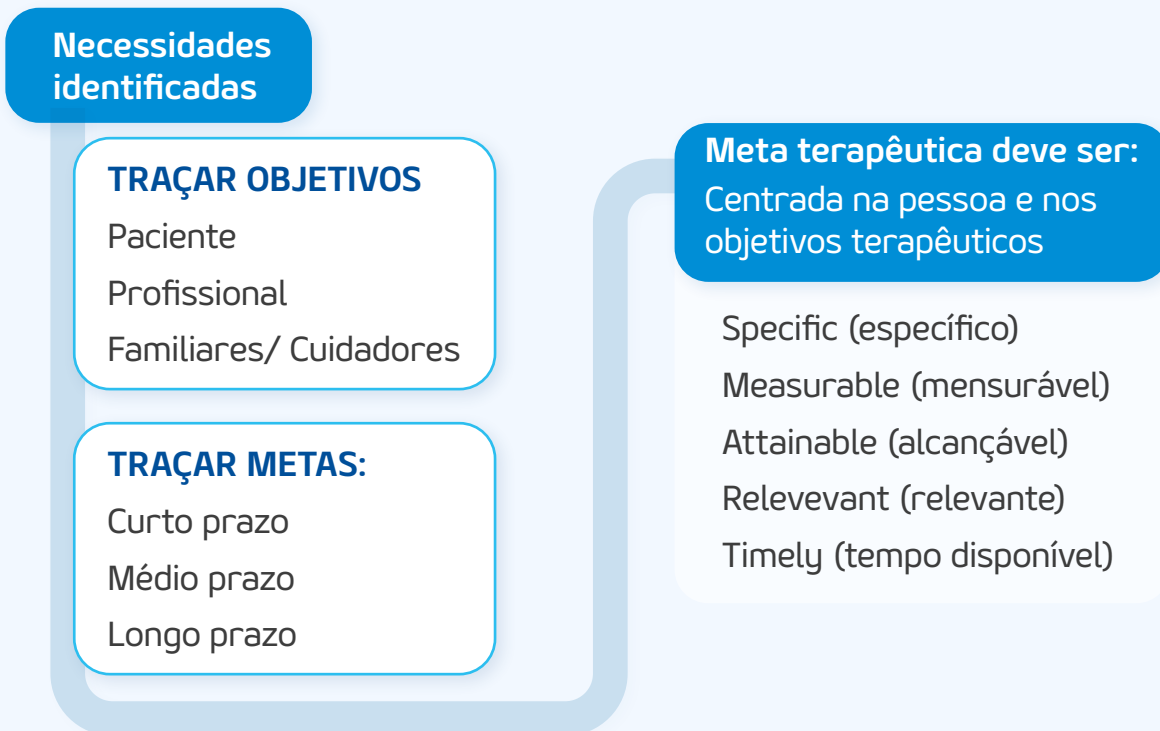 Necessidades
identificadas
TRAÇAR OBJETIVOS
Paciente
Profissional
Familiares/ Cuidadores
TRAÇAR METAS:
Curto prazo
Médio prazo
Longo prazo
Meta terapêutica deve ser:
Centrada na pessoa e nos
objetivos terapêuticos
Specific (específico)
Measurable (mensurável)
Attainable (alcançável)
Relevevant (relevante)
Timely (tempo disponível)